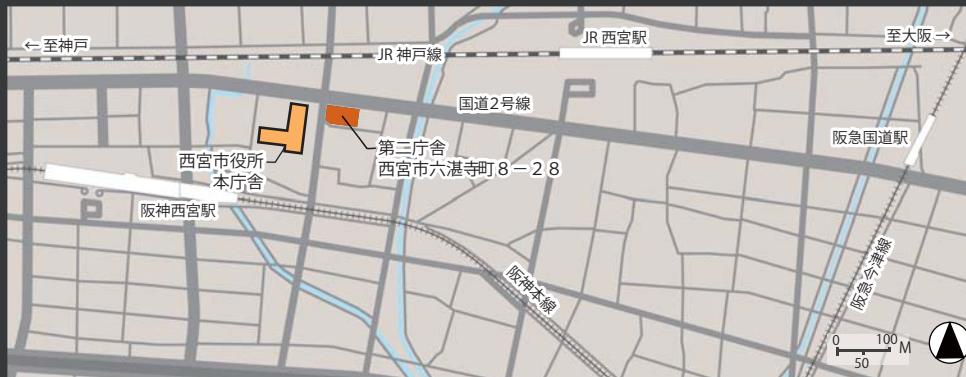 ← 至神戸
JR 神戸線
JR 西宮駅
至大阪 →
国道2号線
阪急国道駅
西宮市役所
本庁舎
第二庁舎
西宮市六湛寺町8－28
阪神西宮駅
阪神本線
阪急今津線
0 100 M
50